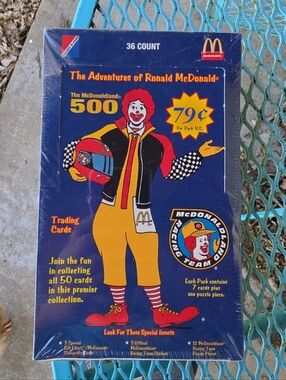 36 COUNT
McDonald's
The Adventures of Ronald McDonald®
The McDonaldland®
500
79¢
Per Pack U.S.
McDONALDLAND
RACING TEAM
Trading
Cards
Join the fun
in collecting
all 50 cards
in this premier
collection.
Each Pack contains
7 cards plus
one puzzle piece.
Look For These Special Inserts